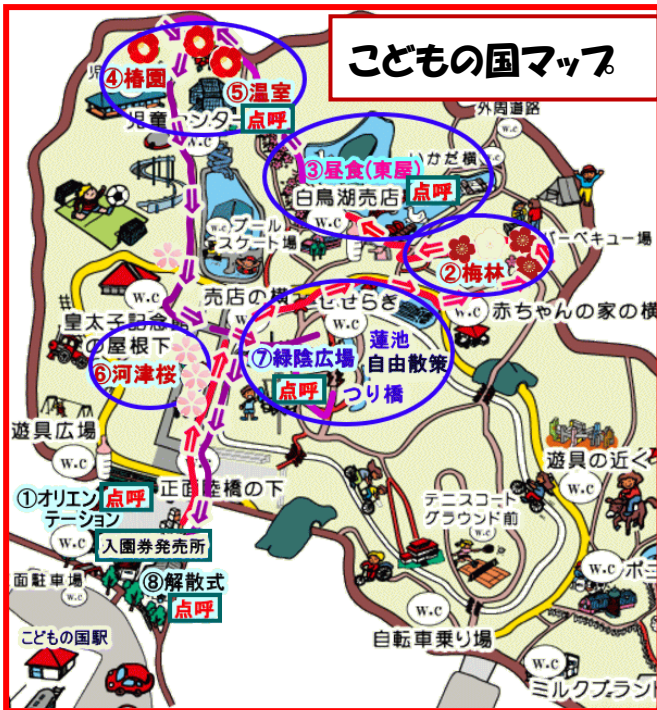 こどもの国マップ
④椿園
⑤温室
点呼
w.c
外周道路
w.c
③昼食(東屋)
いかだ横
w.c
点呼
白鳥湖売店
w.c
w.c
プール
スケート場
バーベキュー場
②梅林
w.c
売店の横
せせらぎ
w.c
w.c
赤ちゃんの家の横
皇太子記念館
の屋根下
⑦緑陰広場
蓮池
自由散策
点呼
つり橋
⑥河津桜
遊具広場
w.c
w.c
正面陸橋の下
遊具の近く
w.c
①オリエン
テーション
点呼
テニスコート
グラウンド前
w.c
入園券発売所
w.c
w.c
面駐車場
w.c
⑧解散式
点呼
w.c
自転車乗り場
こどもの国駅
w.c
ミルクプラント